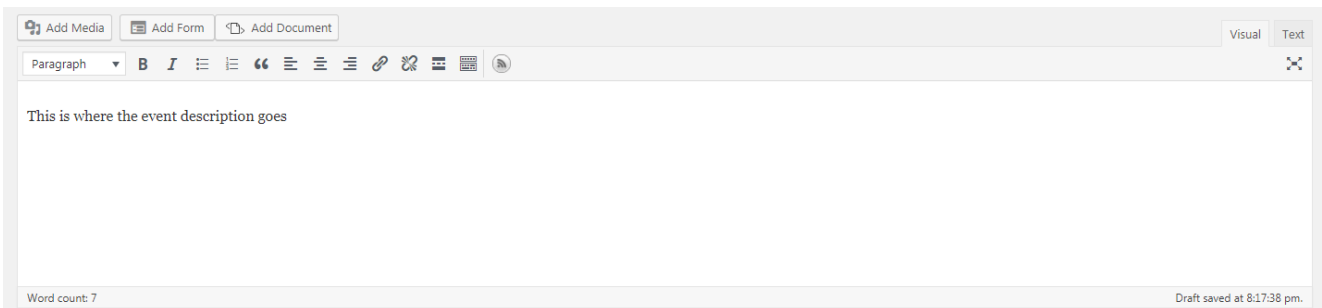 Add Media Add Form Add Document
Visual Text
Paragraph B I
This is where the event description goes
Word count: 7 Draft saved at 8:17:38 pm.